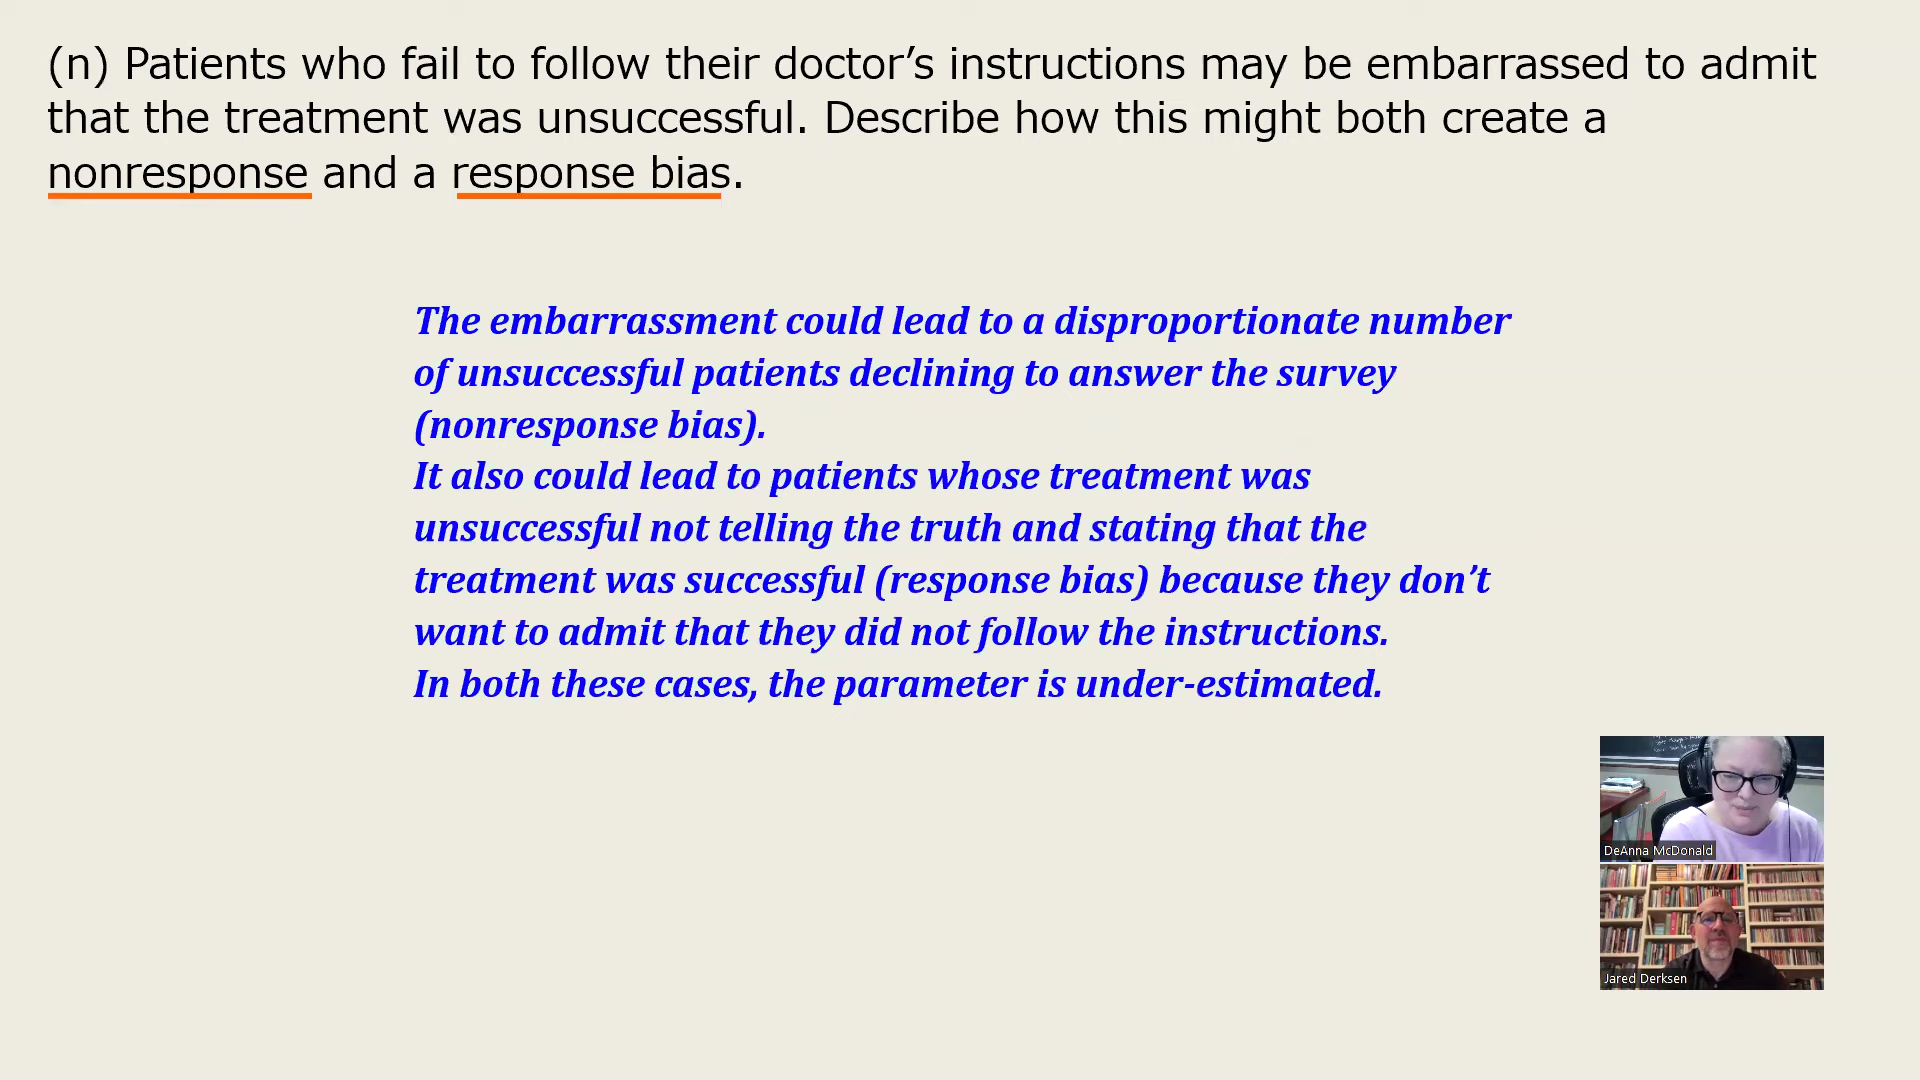 (n) Patients who fail to follow their doctor’s instructions may be embarrassed to admit
that the treatment was unsuccessful. Describe how this might both create a
nonresponse and a response bias.
The embarrassment could lead to a disproportionate number
of unsuccessful patients declining to answer the survey
(nonresponse bias).
It also could lead to patients whose treatment was
unsuccessful not telling the truth and stating that the
treatment was successful (response bias) because they don’t
want to admit that they did not follow the instructions.
In both these cases, the parameter is under-estimated.
DeAnna McDonald
Jared Derksen